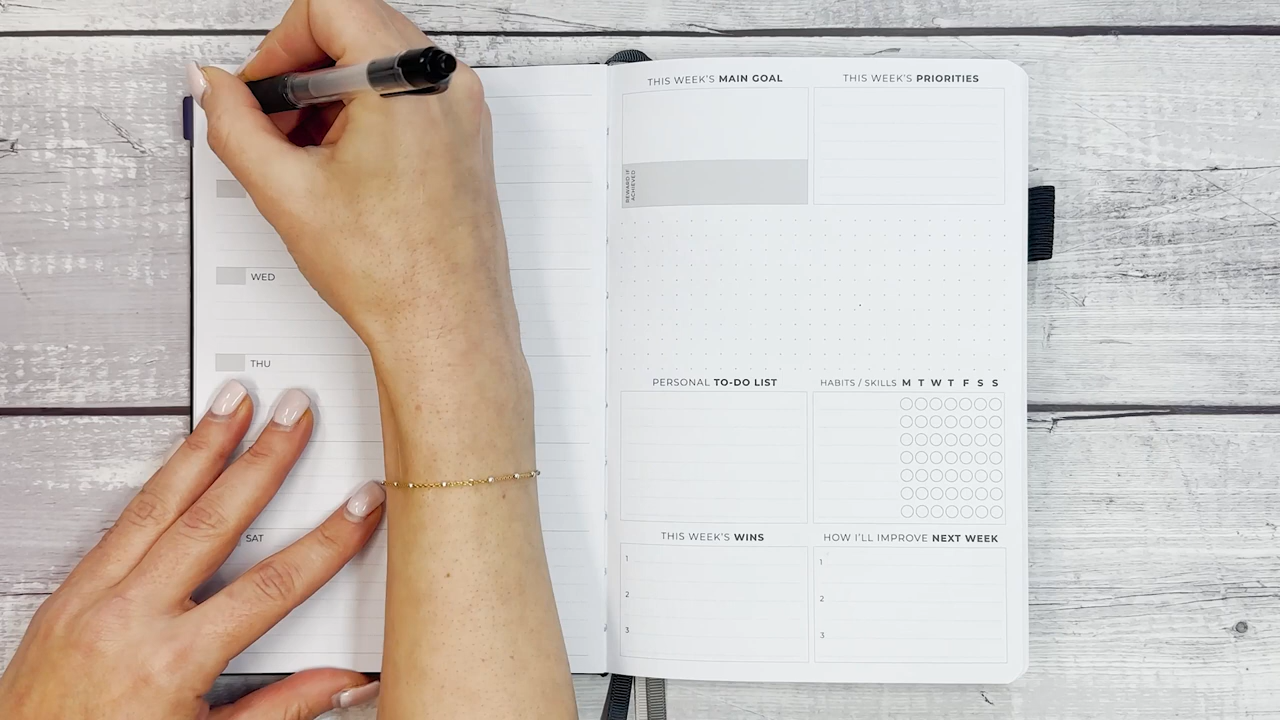 WED
THU
SAT
THIS WEEK'S MAIN GOAL
REWARD IF
ACHIEVED
THIS WEEK'S PRIORITIES
PERSONAL TO-DO LIST
HABITS / SKILLS M T W T F S S
THIS WEEK'S WINS
1
2
3
HOW I'LL IMPROVE NEXT WEEK
1
2
3